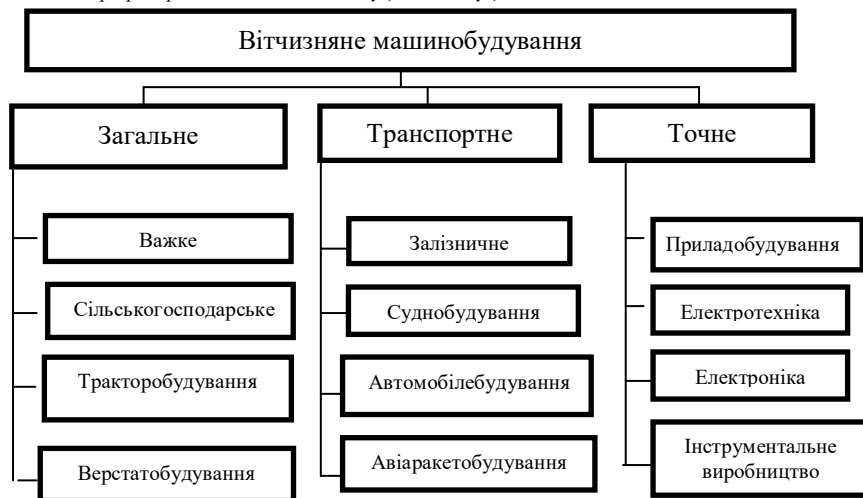 Вітчизняне машинобудування
Загальне
Транспортне
Точне
Важке
Сільськогосподарське
Тракторобудування
Верстатобудування
Залізничне
Суднобудування
Автомобілебудування
Авіаракетобудування
Приладобудування
Електротехніка
Електроніка
Інструментальне
виробництво